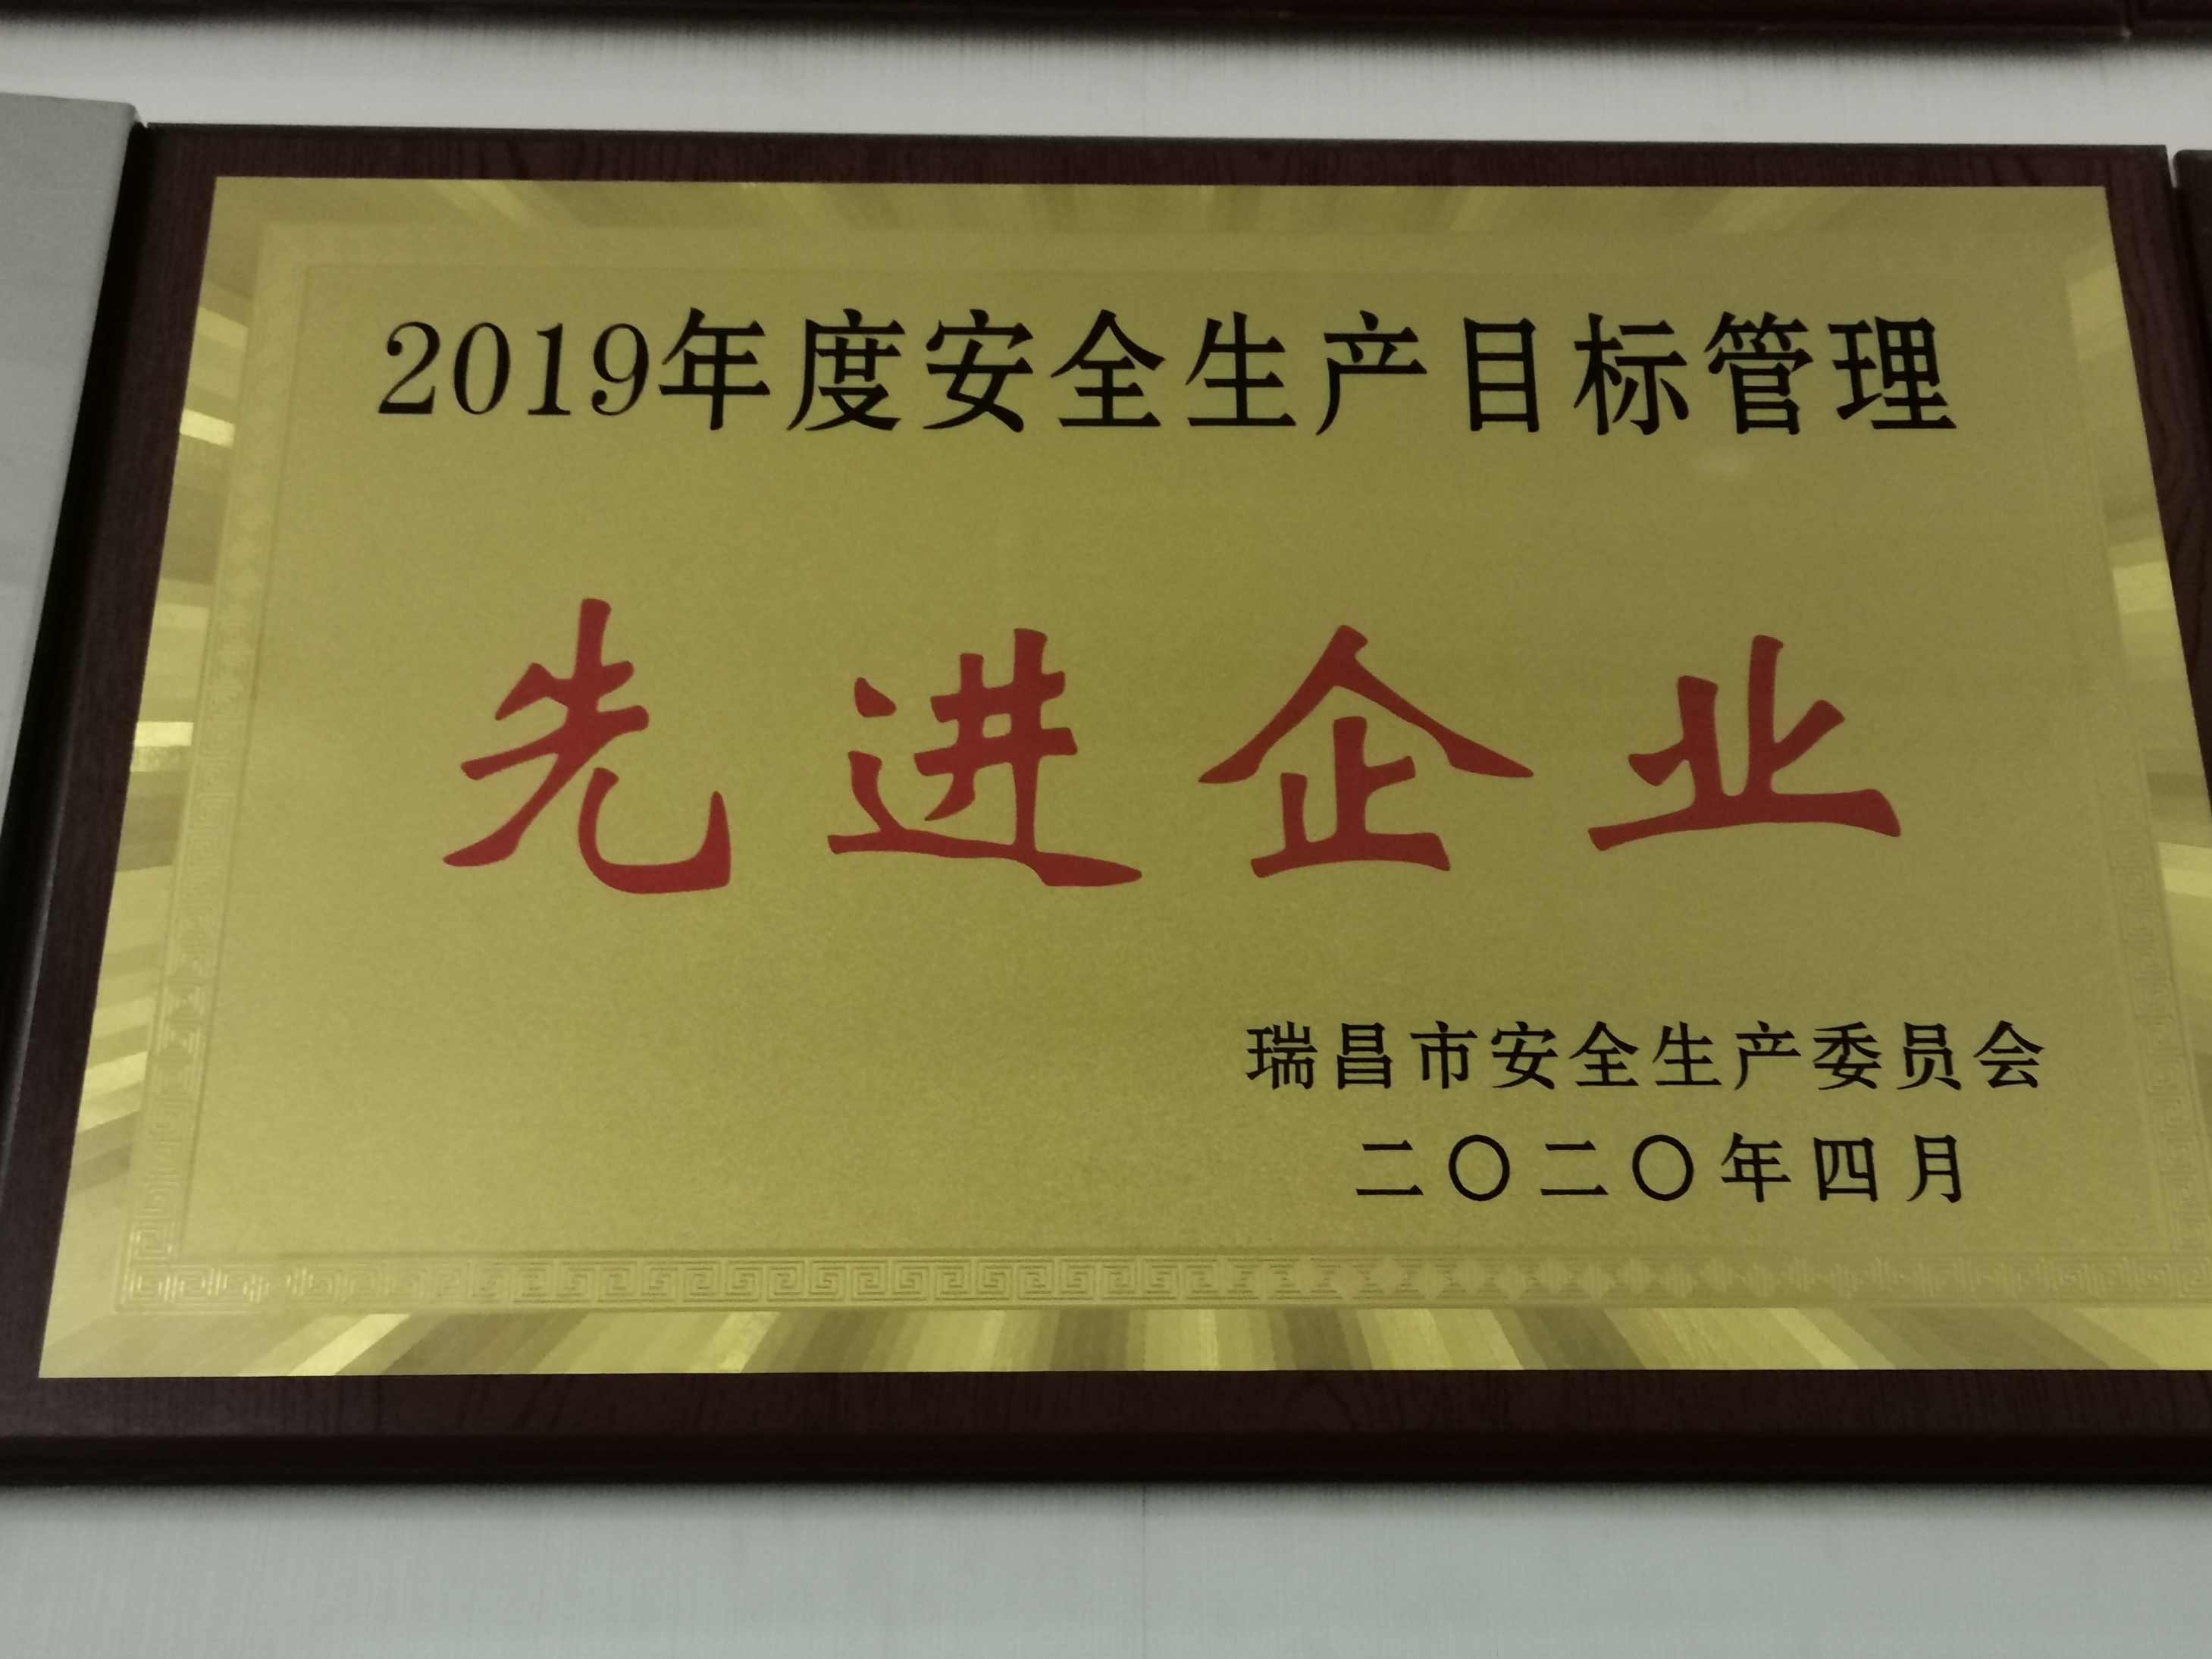 2019年度安全生产目标管理
先进企业
瑞昌市安全生产委员会
二〇二〇年四月